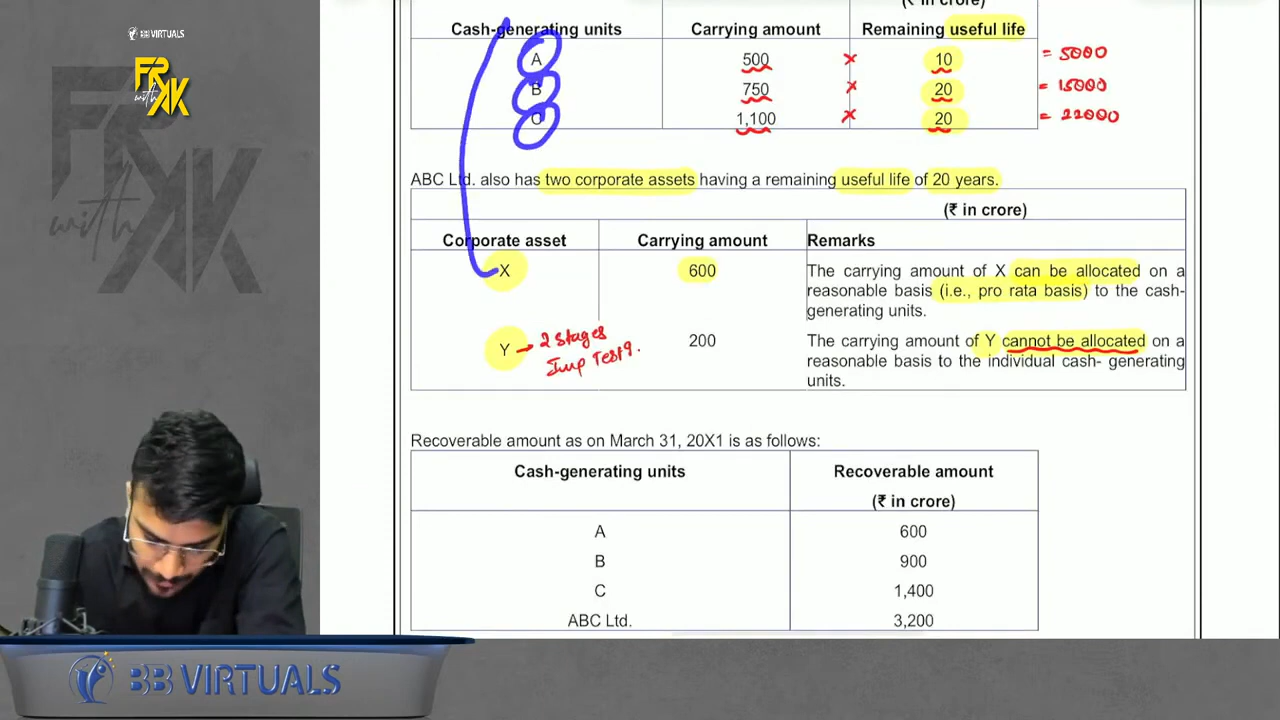 BB VIRTUALS
FR
with
AK
FR
with
AK
(₹ in crore)
Cash-generating units Carrying amount Remaining useful life
A 500 × 10 = 5000
B 750 × 20 = 15000
C 1,100 × 20 = 22000
ABC Ltd. also has two corporate assets having a remaining useful life of 20 years.
(₹ in crore)
Corporate asset Carrying amount Remarks
X 600 The carrying amount of X can be allocated on a
reasonable basis (i.e., pro rata basis) to the cash-
generating units.
Y → 2 stages 200 The carrying amount of Y cannot be allocated on a
Imp Testg. reasonable basis to the individual cash- generating
units.
Recoverable amount as on March 31, 20X1 is as follows:
Cash-generating units Recoverable amount
(₹ in crore)
A 600
B 900
C 1,400
ABC Ltd. 3,200
BB VIRTUALS